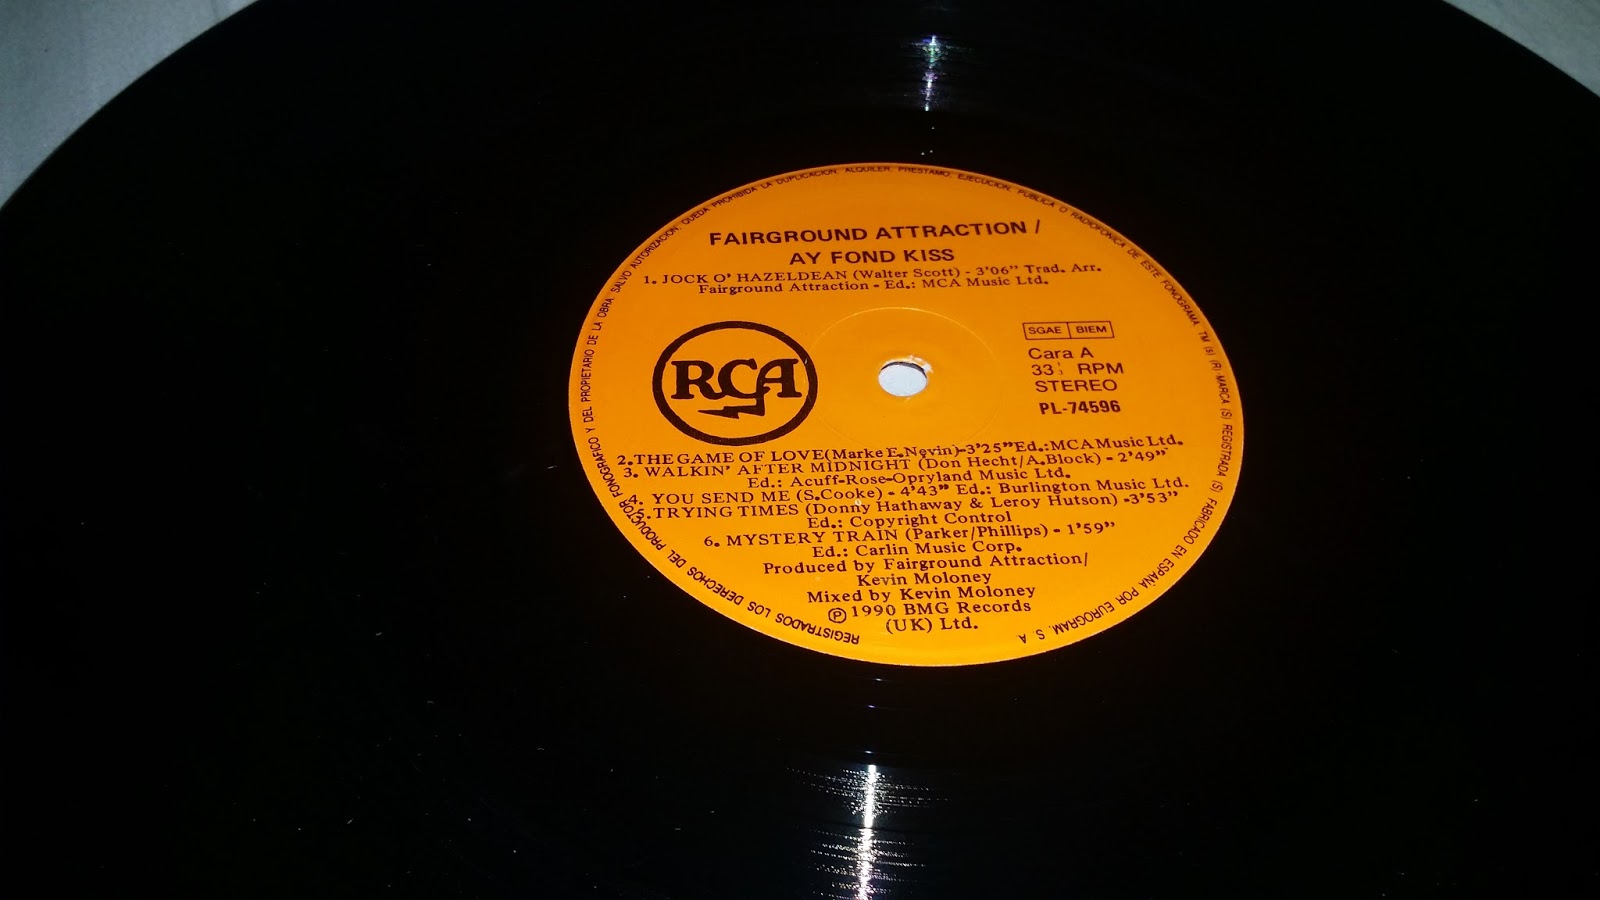 FAIRGROUND ATTRACTION /
AY FOND KISS
1. JOCK O' HAZELDEAN (Walter Scott) - 3'06" Trad. Arr.
Fairground Attraction - Ed.: MCA Music Ltd.
RCA
SGAE BIEM
Cara A
33⅓ RPM
STEREO
PL-74596
2. THE GAME OF LOVE (Marke E. Nevin)-3'25" Ed.: MCA Music Ltd.
3. WALKIN' AFTER MIDNIGHT (Don Hecht/A.Block) - 2'49"
Ed.: Acuff-Rose-Opryland Music Ltd.
4. YOU SEND ME (S.Cooke) - 4'43" Ed.: Burlington Music Ltd.
5. TRYING TIMES (Donny Hathaway & Leroy Hutson) -3'53"
Ed.: Copyright Control
6. MYSTERY TRAIN (Parker/Phillips) - 1'59"
Ed.: Carlin Music Corp.
Produced by Fairground Attraction/
Kevin Moloney
Mixed by Kevin Moloney
℗ 1990 BMG Records
(UK) Ltd.
REGISTRADOS LOS DERECHOS DEL PRODUCTOR FONOGRAFICO Y DEL PROPIETARIO DE LA OBRA. SALVO AUTORIZACION, QUEDA PROHIBIDA LA DUPLICACION, ALQUILER, PRESTAMO, EJECUCION, PUBLICA O RADIOFONICA DE ESTE FONOGRAMA. TM (s) (R) MARCA (S) REGISTRADA (S) FABRICADO EN ESPAÑA POR EUROGRAM, S. A.